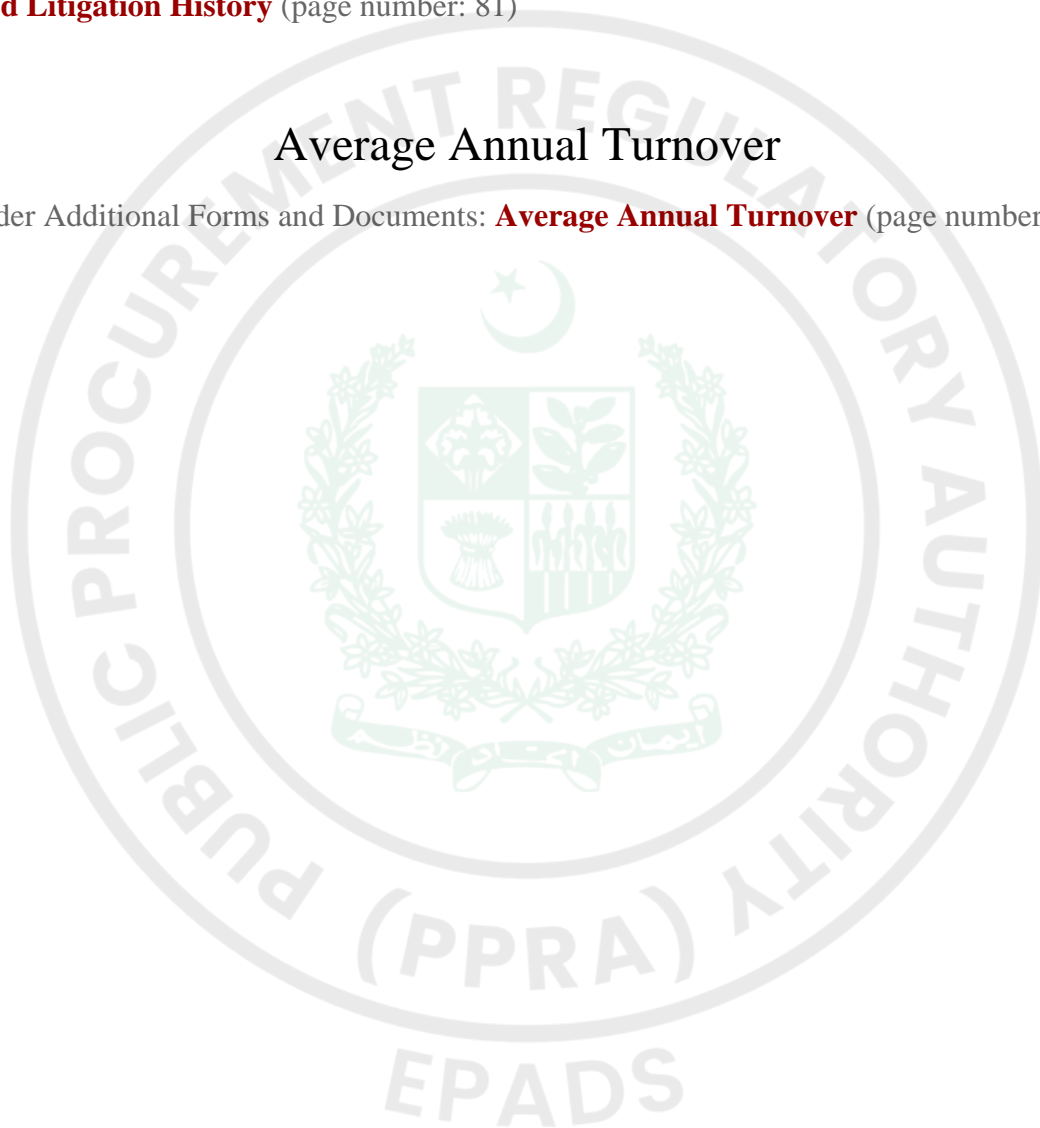 d Litigation History (page number: 81)
Average Annual Turnover
der Additional Forms and Documents: Average Annual Turnover (page number
PUBLIC PROCUREMENT REGULATORY AUTHORITY
(PPRA)
EPADS